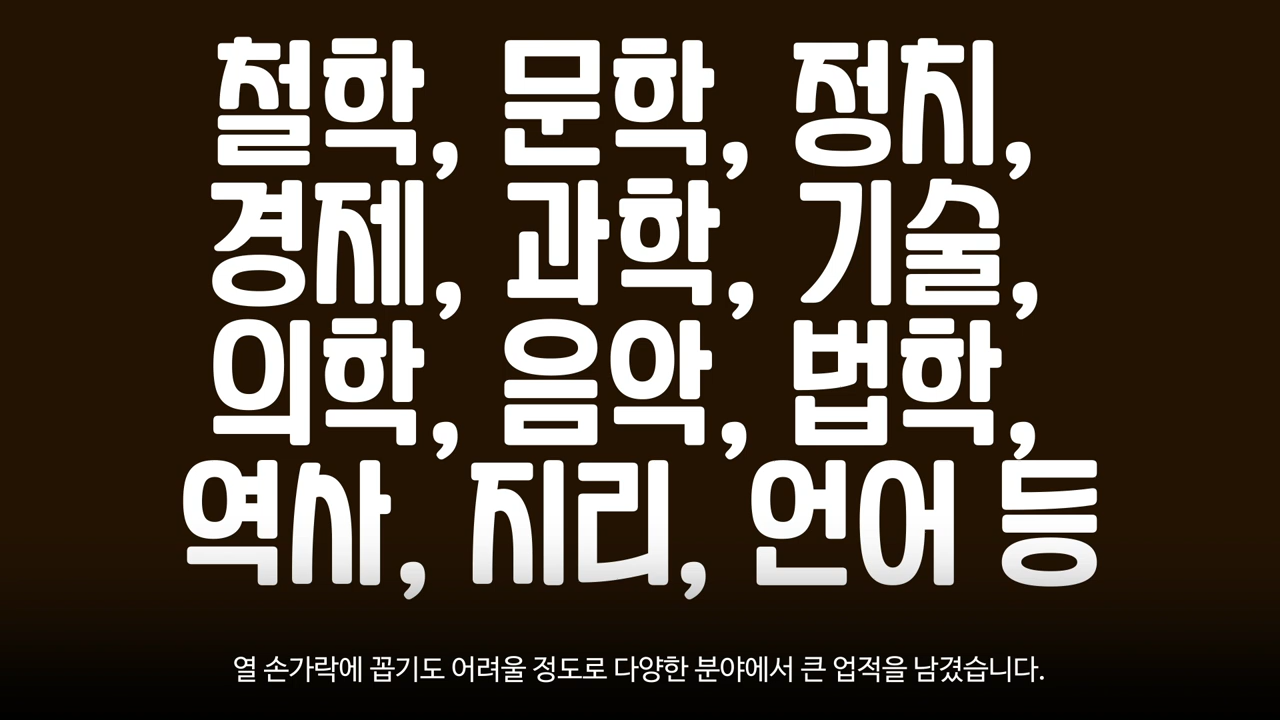 철학, 문학, 정치,
경제, 과학, 기술,
의학, 음악, 법학,
역사, 지리, 언어 등
열 손가락에 꼽기도 어려울 정도로 다양한 분야에서 큰 업적을 남겼습니다.